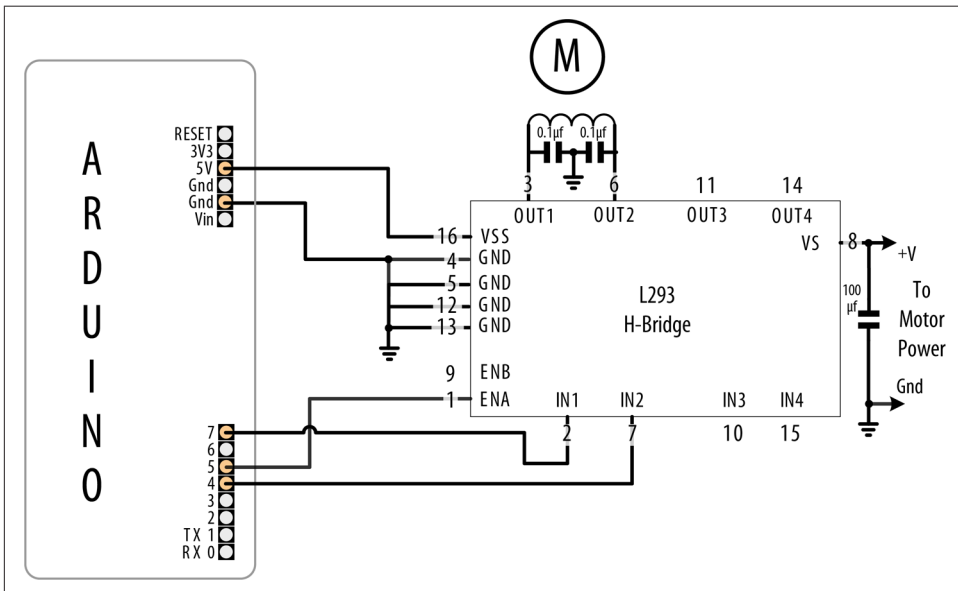 M
0.1µf 0.1µf
ARDUINO
RESET
3V3
5V
Gnd
Gnd
Vin
3 6 11 14
OUT1 OUT2 OUT3 OUT4
16 VSS
4 GND
5 GND
12 GND
13 GND
9 ENB
1 ENA
VS 8
+V
L293
H-Bridge
100
µf
To
Motor
Power
Gnd
IN1 IN2 IN3 IN4
2 7 10 15
7
6
5
4
3
2
TX 1
RX 0